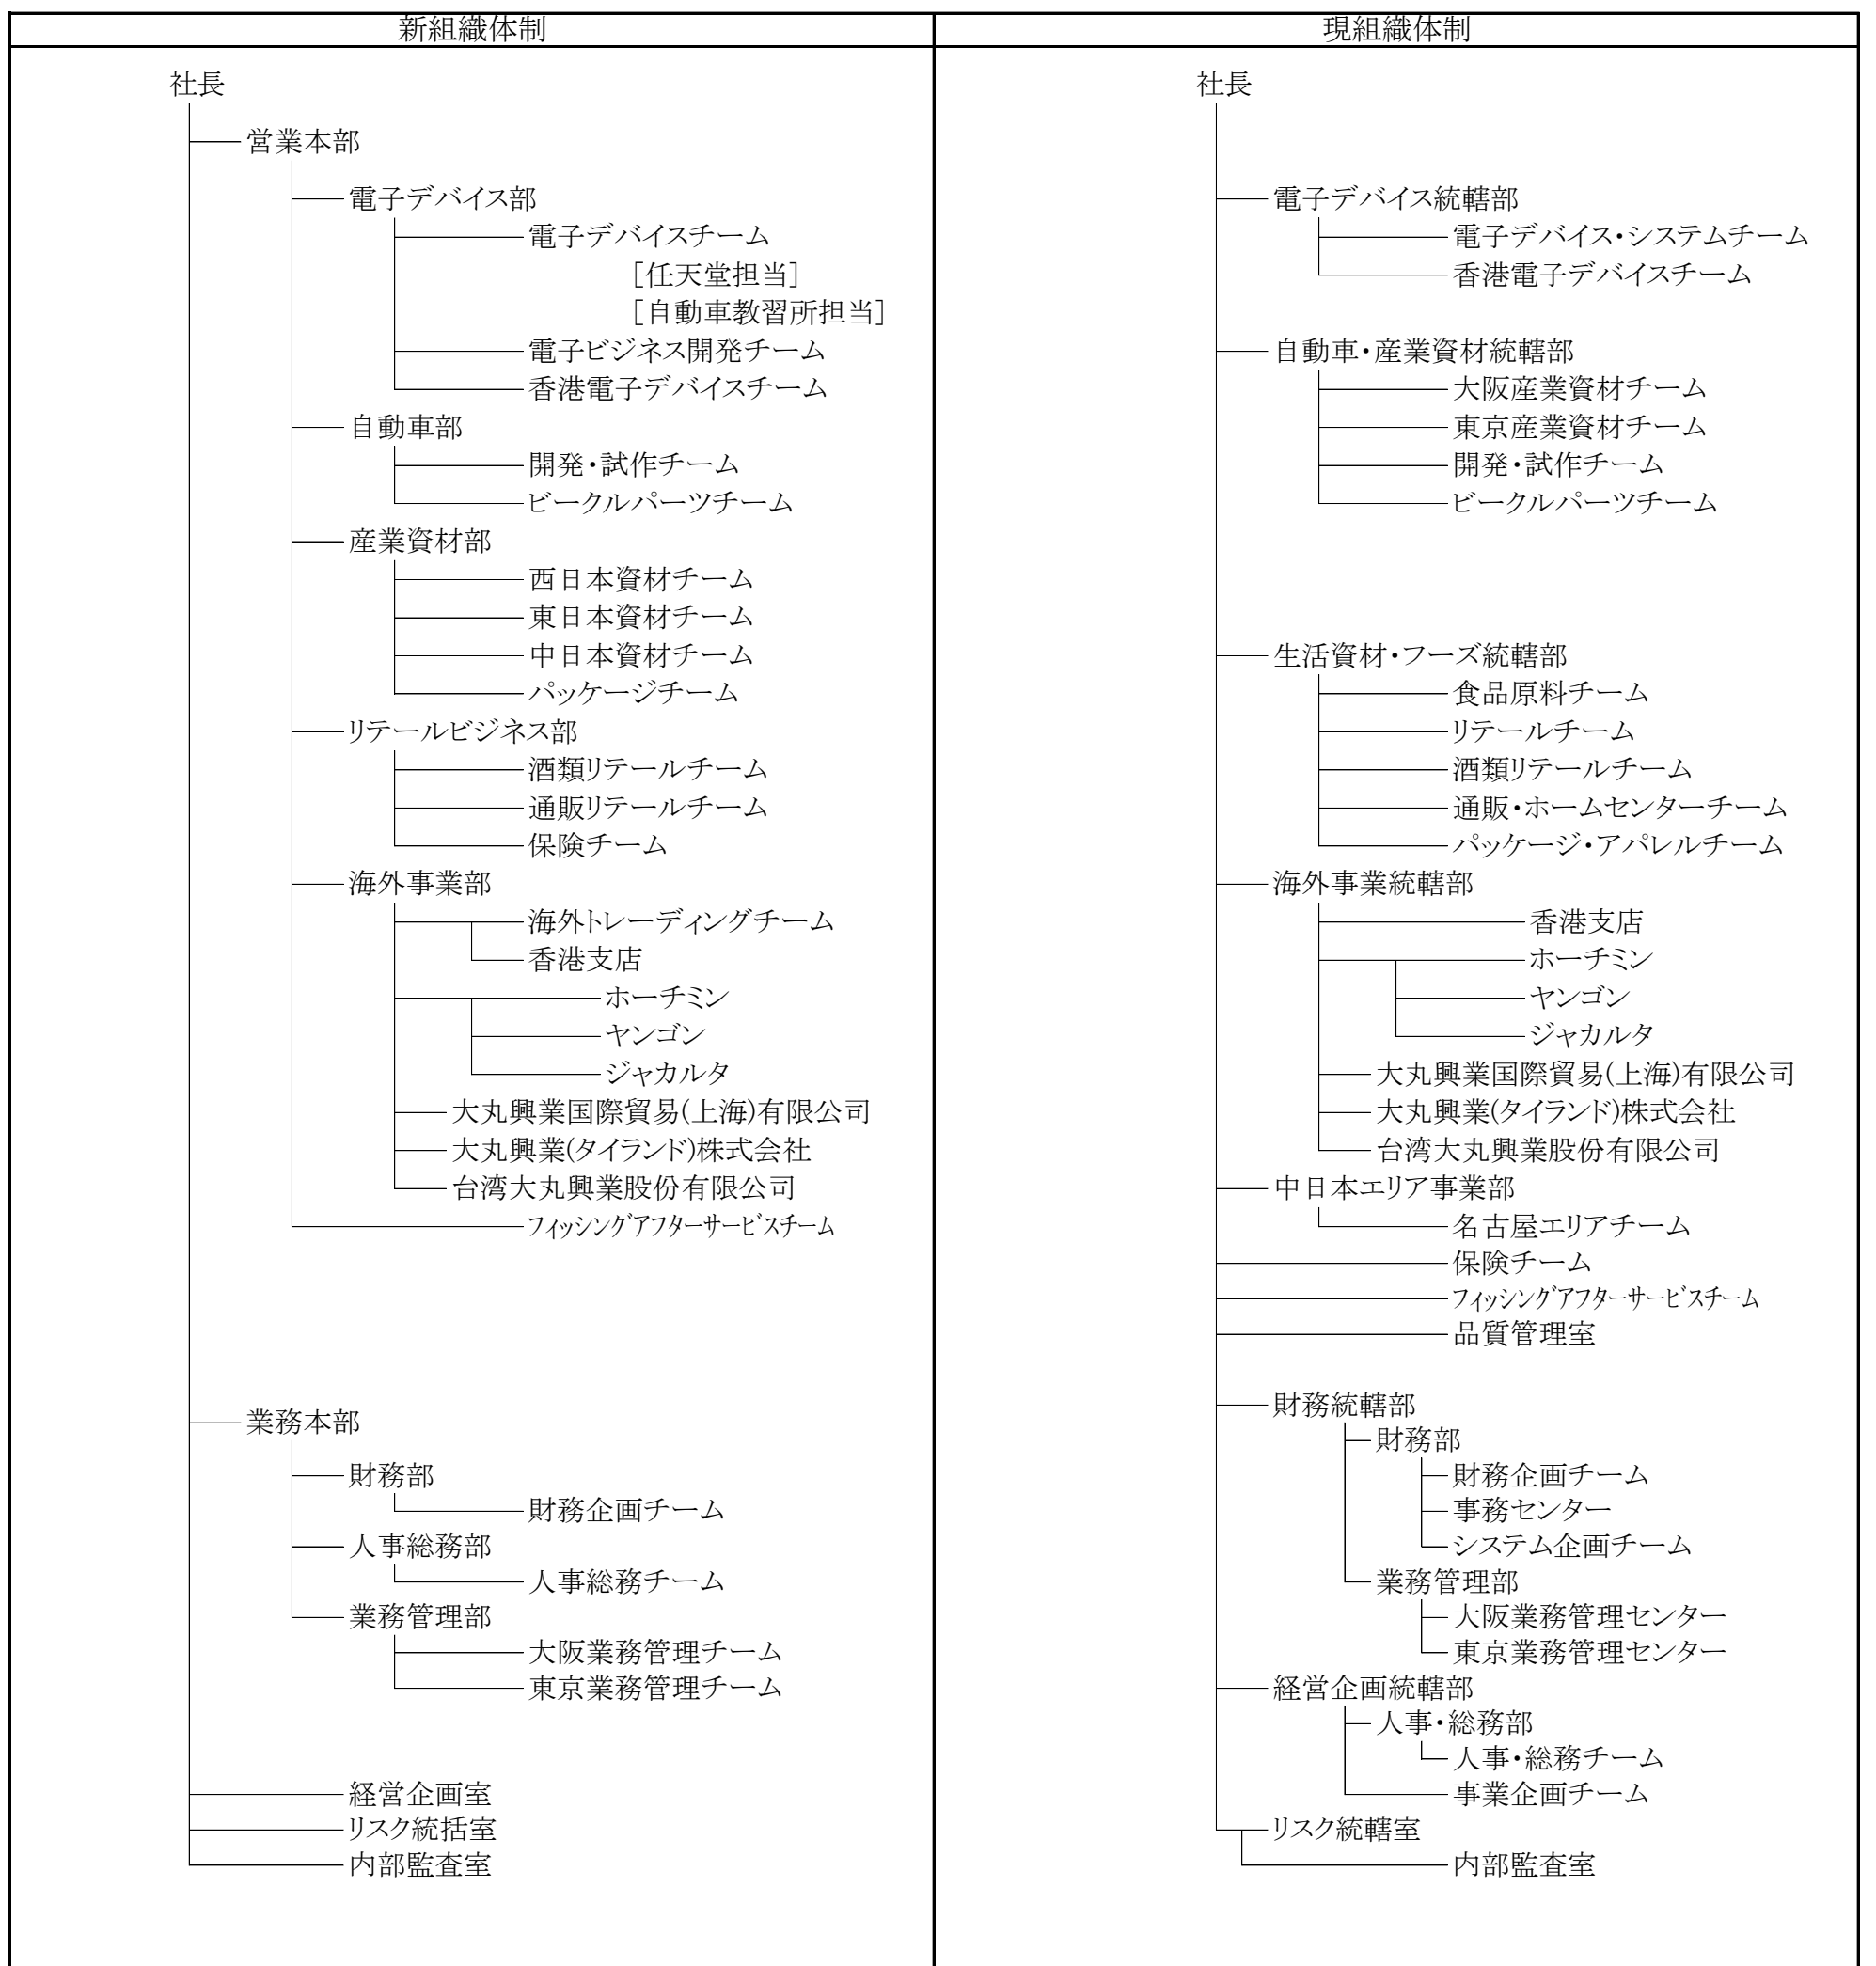 新組織体制
社長
営業本部
電子デバイス部
電子デバイスチーム
[任天堂担当]
[自動車教習所担当]
電子ビジネス開発チーム
香港電子デバイスチーム
自動車部
開発・試作チーム
ビークルパーツチーム
産業資材部
西日本資材チーム
東日本資材チーム
中日本資材チーム
パッケージチーム
リテールビジネス部
酒類リテールチーム
通販リテールチーム
保険チーム
海外事業部
海外トレーディングチーム
香港支店
ホーチミン
ヤンゴン
ジャカルタ
大丸興業国際貿易(上海)有限公司
大丸興業(タイランド)株式会社
台湾大丸興業股份有限公司
フィッシングアフターサービスチーム
業務本部
財務部
財務企画チーム
人事総務部
人事総務チーム
業務管理部
大阪業務管理チーム
東京業務管理チーム
経営企画室
リスク統括室
内部監査室
現組織体制
社長
電子デバイス統轄部
電子デバイス・システムチーム
香港電子デバイスチーム
自動車・産業資材統轄部
大阪産業資材チーム
東京産業資材チーム
開発・試作チーム
ビークルパーツチーム
生活資材・フーズ統轄部
食品原料チーム
リテールチーム
酒類リテールチーム
通販・ホームセンターチーム
パッケージ・アパレルチーム
海外事業統轄部
香港支店
ホーチミン
ヤンゴン
ジャカルタ
大丸興業国際貿易(上海)有限公司
大丸興業(タイランド)株式会社
台湾大丸興業股份有限公司
中日本エリア事業部
名古屋エリアチーム
保険チーム
フィッシングアフターサービスチーム
品質管理室
財務統轄部
財務部
財務企画チーム
事務センター
システム企画チーム
業務管理部
大阪業務管理センター
東京業務管理センター
経営企画統轄部
人事・総務部
人事・総務チーム
事業企画チーム
リスク統轄室
内部監査室